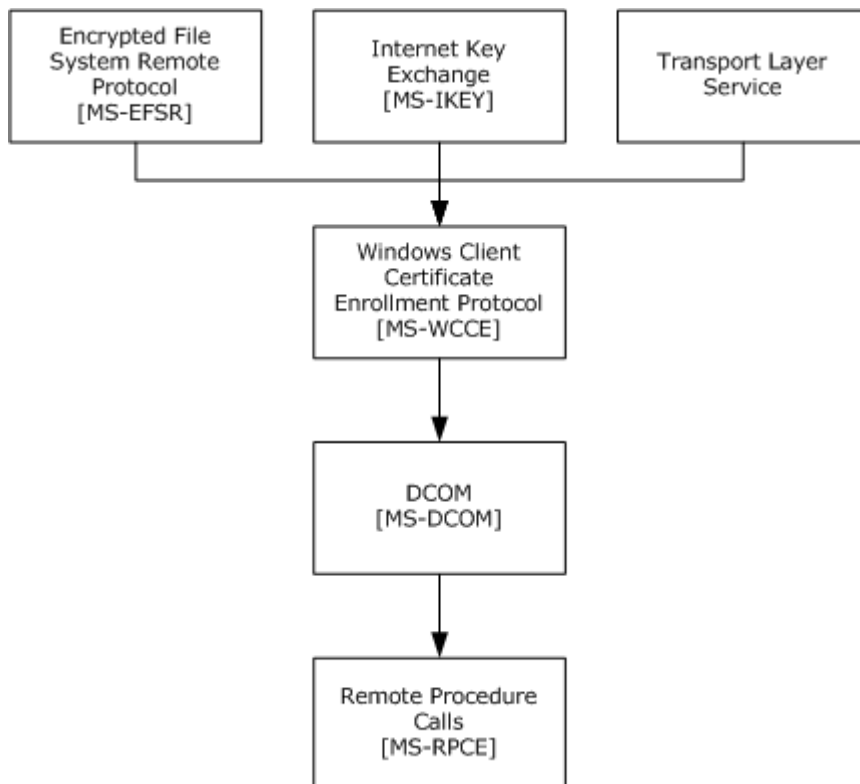 Encrypted File
System Remote
Protocol
[MS-EFSR]
Internet Key
Exchange
[MS-IKEY]
Transport Layer
Service
Windows Client
Certificate
Enrollment Protocol
[MS-WCCE]
DCOM
[MS-DCOM]
Remote Procedure
Calls
[MS-RPCE]